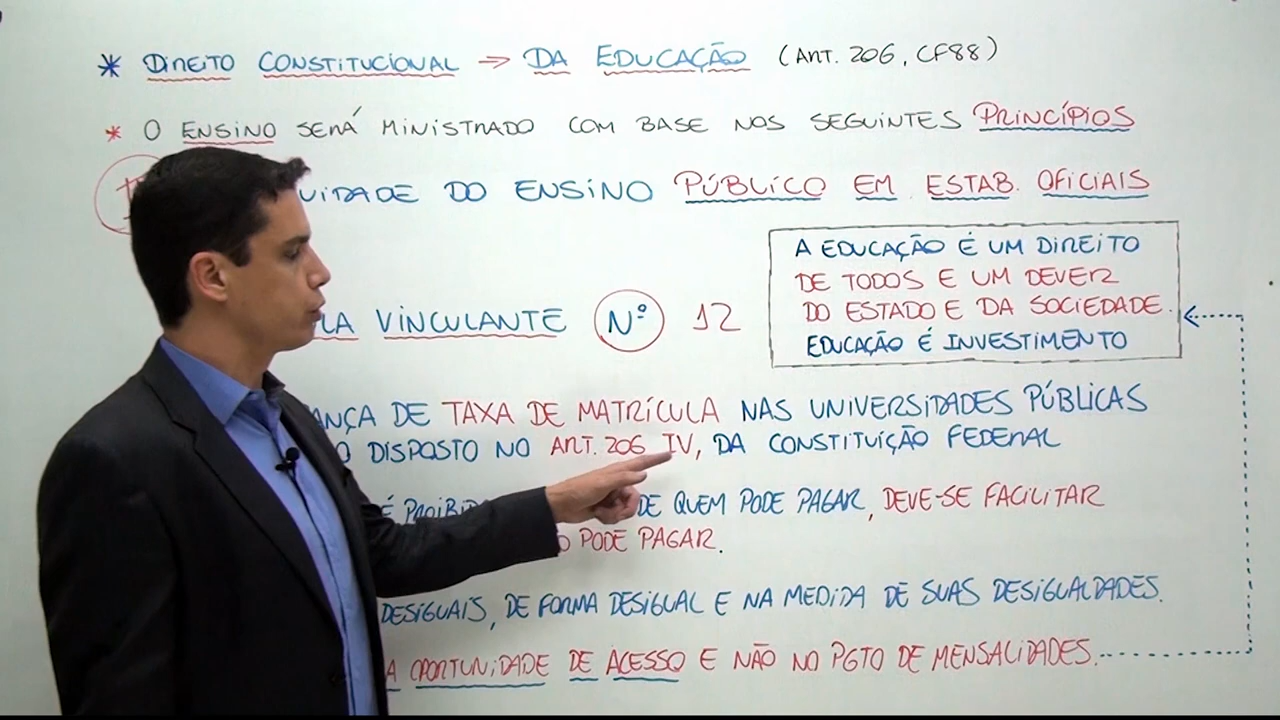 * DIREITO CONSTITUCIONAL → DA EDUCAÇÃO (ART. 206, CF88)
* O ENSINO SERÁ MINISTRADO COM BASE NOS SEGUINTES PRINCÍPIOS
UIDADE DO ENSINO PÚBLICO EM ESTAB. OFICIAIS
A EDUCAÇÃO É UM DIREITO
DE TODOS E UM DEVER
DO ESTADO E DA SOCIEDADE.
EDUCAÇÃO É INVESTIMENTO
LA VINCULANTE Nº 12
ANÇA DE TAXA DE MATRÍCULA NAS UNIVERSIDADES PÚBLICAS
O DISPOSTO NO ART. 206 IV, DA CONSTITUIÇÃO FEDERAL
É PROIBID DE QUEM PODE PAGAR, DEVE-SE FACILITAR
O PODE PAGAR.
DESIGUAIS, DE FORMA DESIGUAL E NA MEDIDA DE SUAS DESIGUALDADES.
A OPORTUNIDADE DE ACESSO E NÃO NO PGTO DE MENSALIDADES.